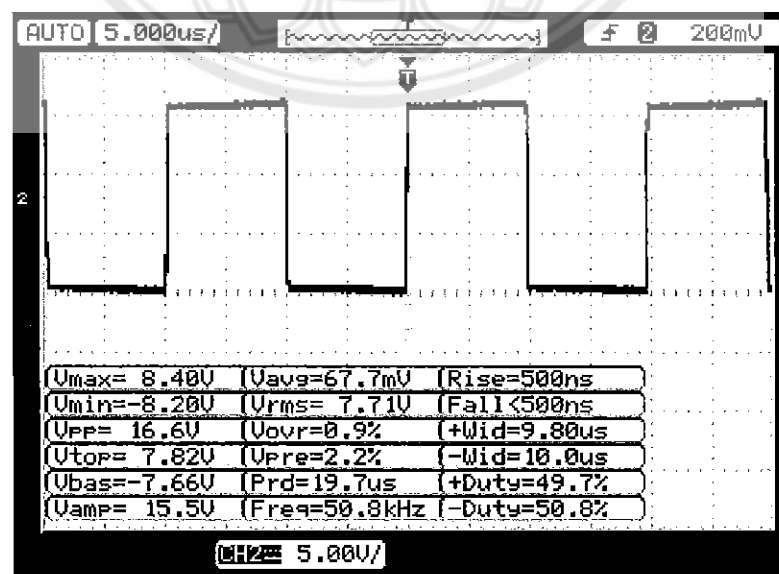 AUTO 5.000us/ 2 200mV
T
2
Vmax= 8.40V Vavg=67.7mV Rise=500ns
Vmin=-8.20V Vrms= 7.71V Fall<500ns
Vpp= 16.6V Vovr=0.9% +Wid=9.80us
Vtop= 7.82V Vpre=2.2% -Wid=10.0us
Vbas=-7.66V Prd=19.7us +Duty=49.7%
Vamp= 15.5V Freq=50.8kHz -Duty=50.8%
CH2 5.00V/